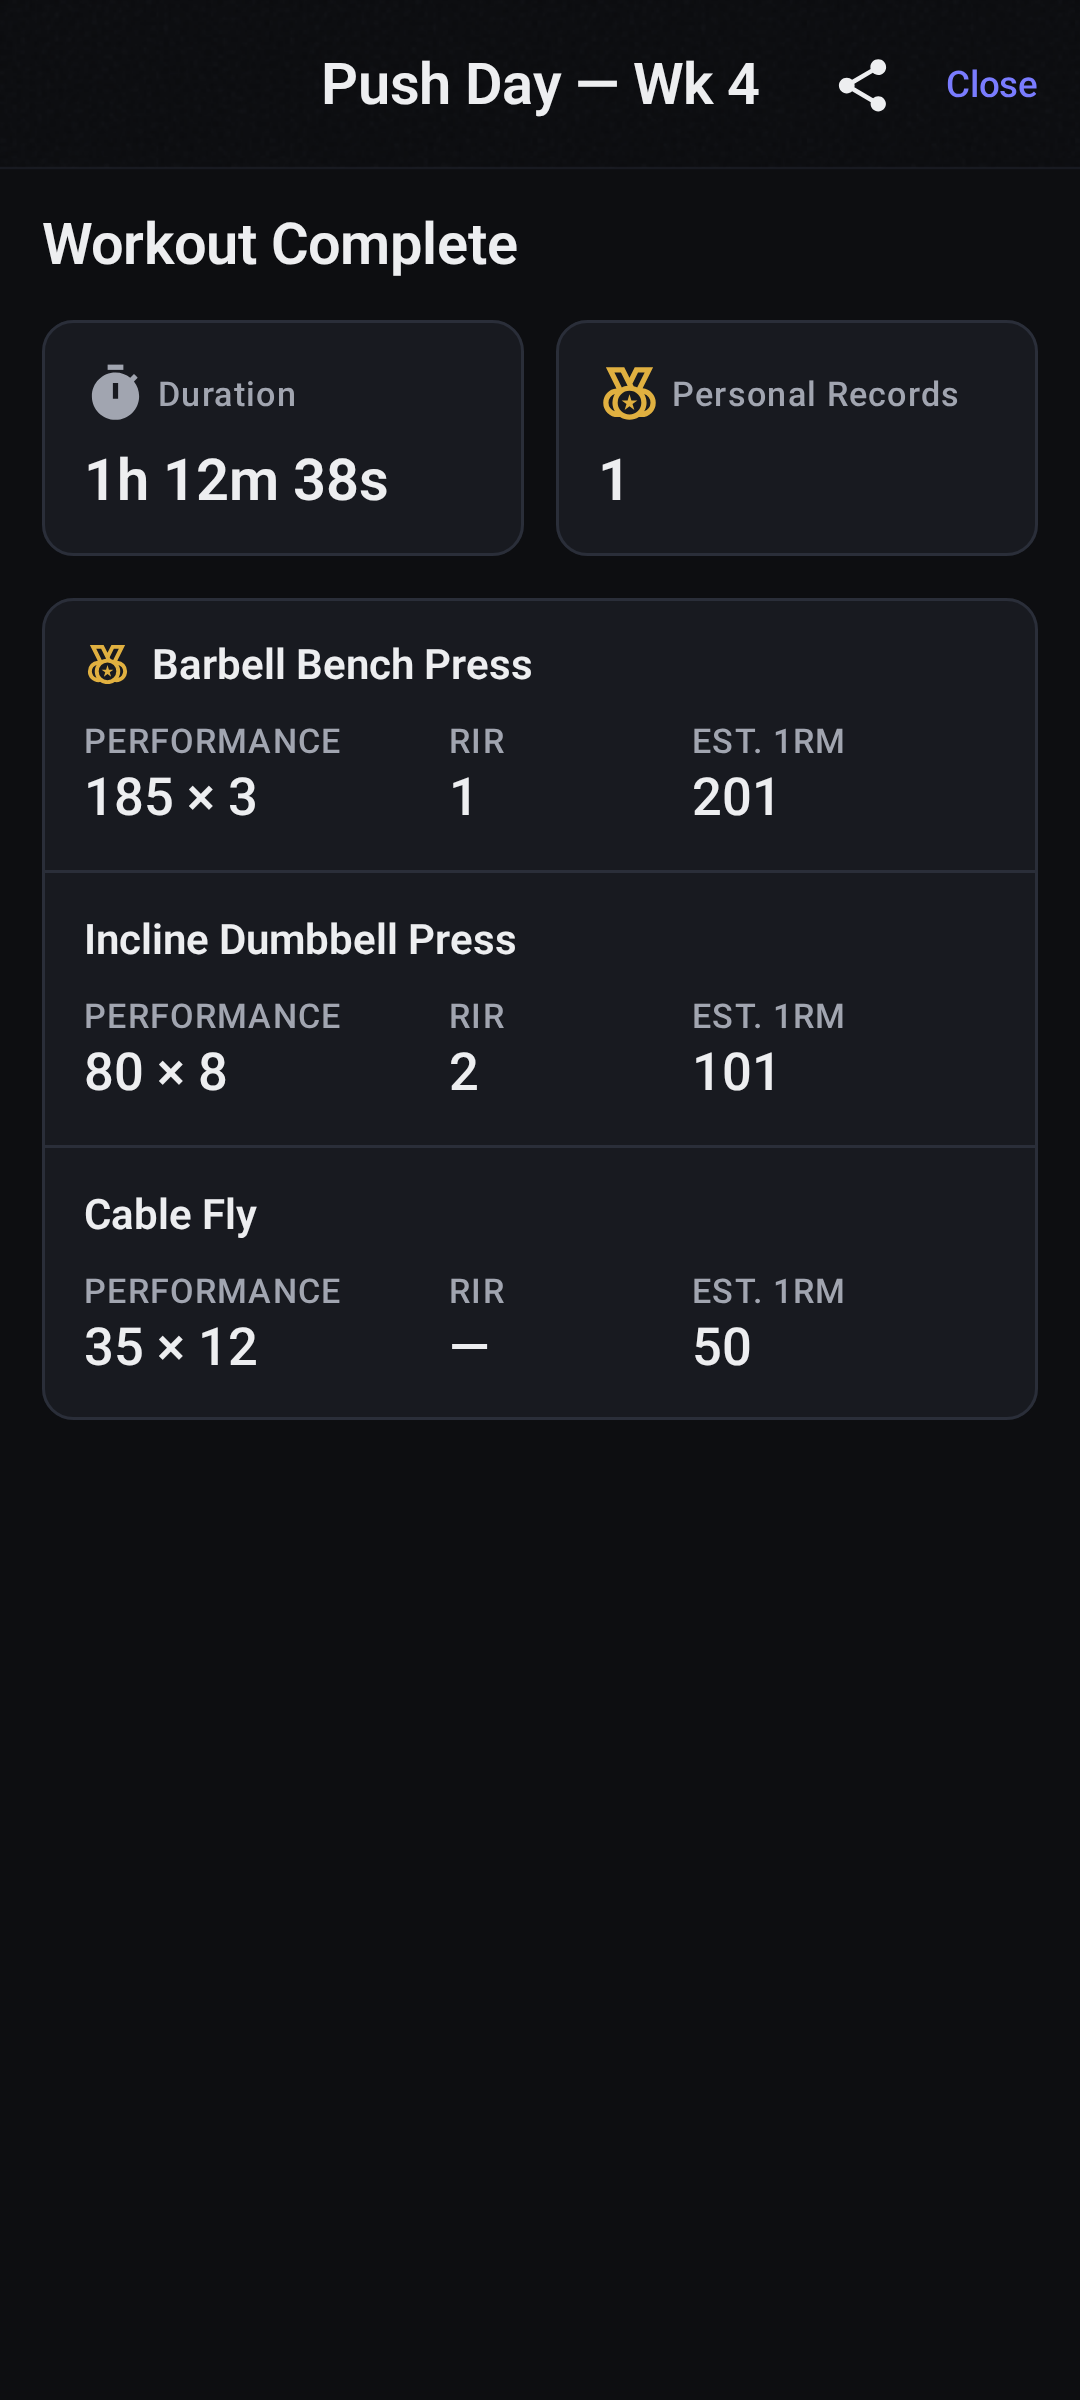 Push Day — Wk 4
Close
Workout Complete
Duration
1h 12m 38s
Personal Records
1
Barbell Bench Press
PERFORMANCE RIR EST. 1RM
185 × 3 1 201
Incline Dumbbell Press
PERFORMANCE RIR EST. 1RM
80 × 8 2 101
Cable Fly
PERFORMANCE RIR EST. 1RM
35 × 12 — 50